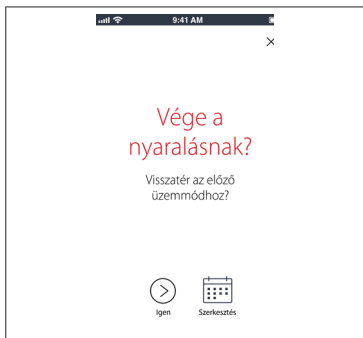 9:41 AM
Vége a
nyaralásnak?
Visszatér az előző
üzemmódhoz?
Igen
Szerkesztés